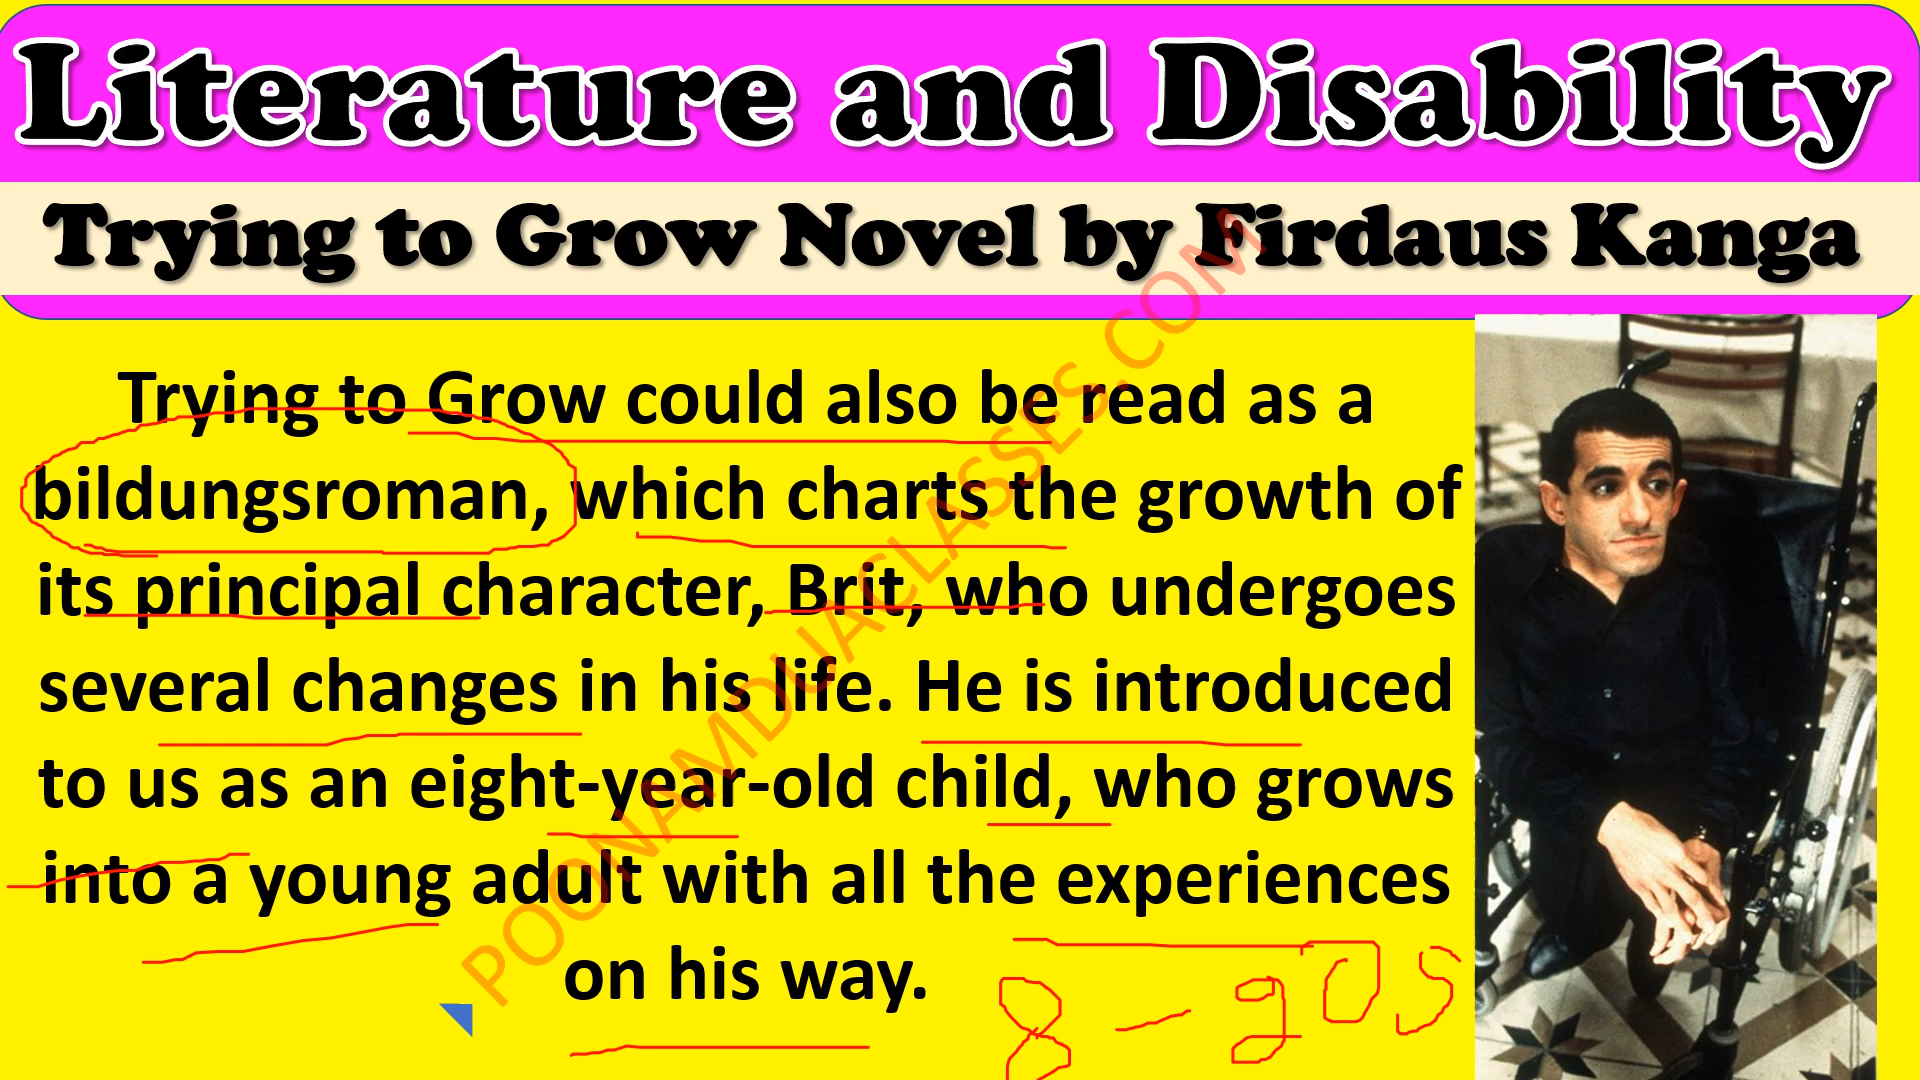 Literature and Disability
Trying to Grow Novel by Firdaus Kanga
Trying to Grow could also be read as a
bildungsroman, which charts the growth of
its principal character, Brit, who undergoes
several changes in his life. He is introduced
to us as an eight-year-old child, who grows
into a young adult with all the experiences
on his way.
8 - 20s
POONAMDUACLASSES.COM